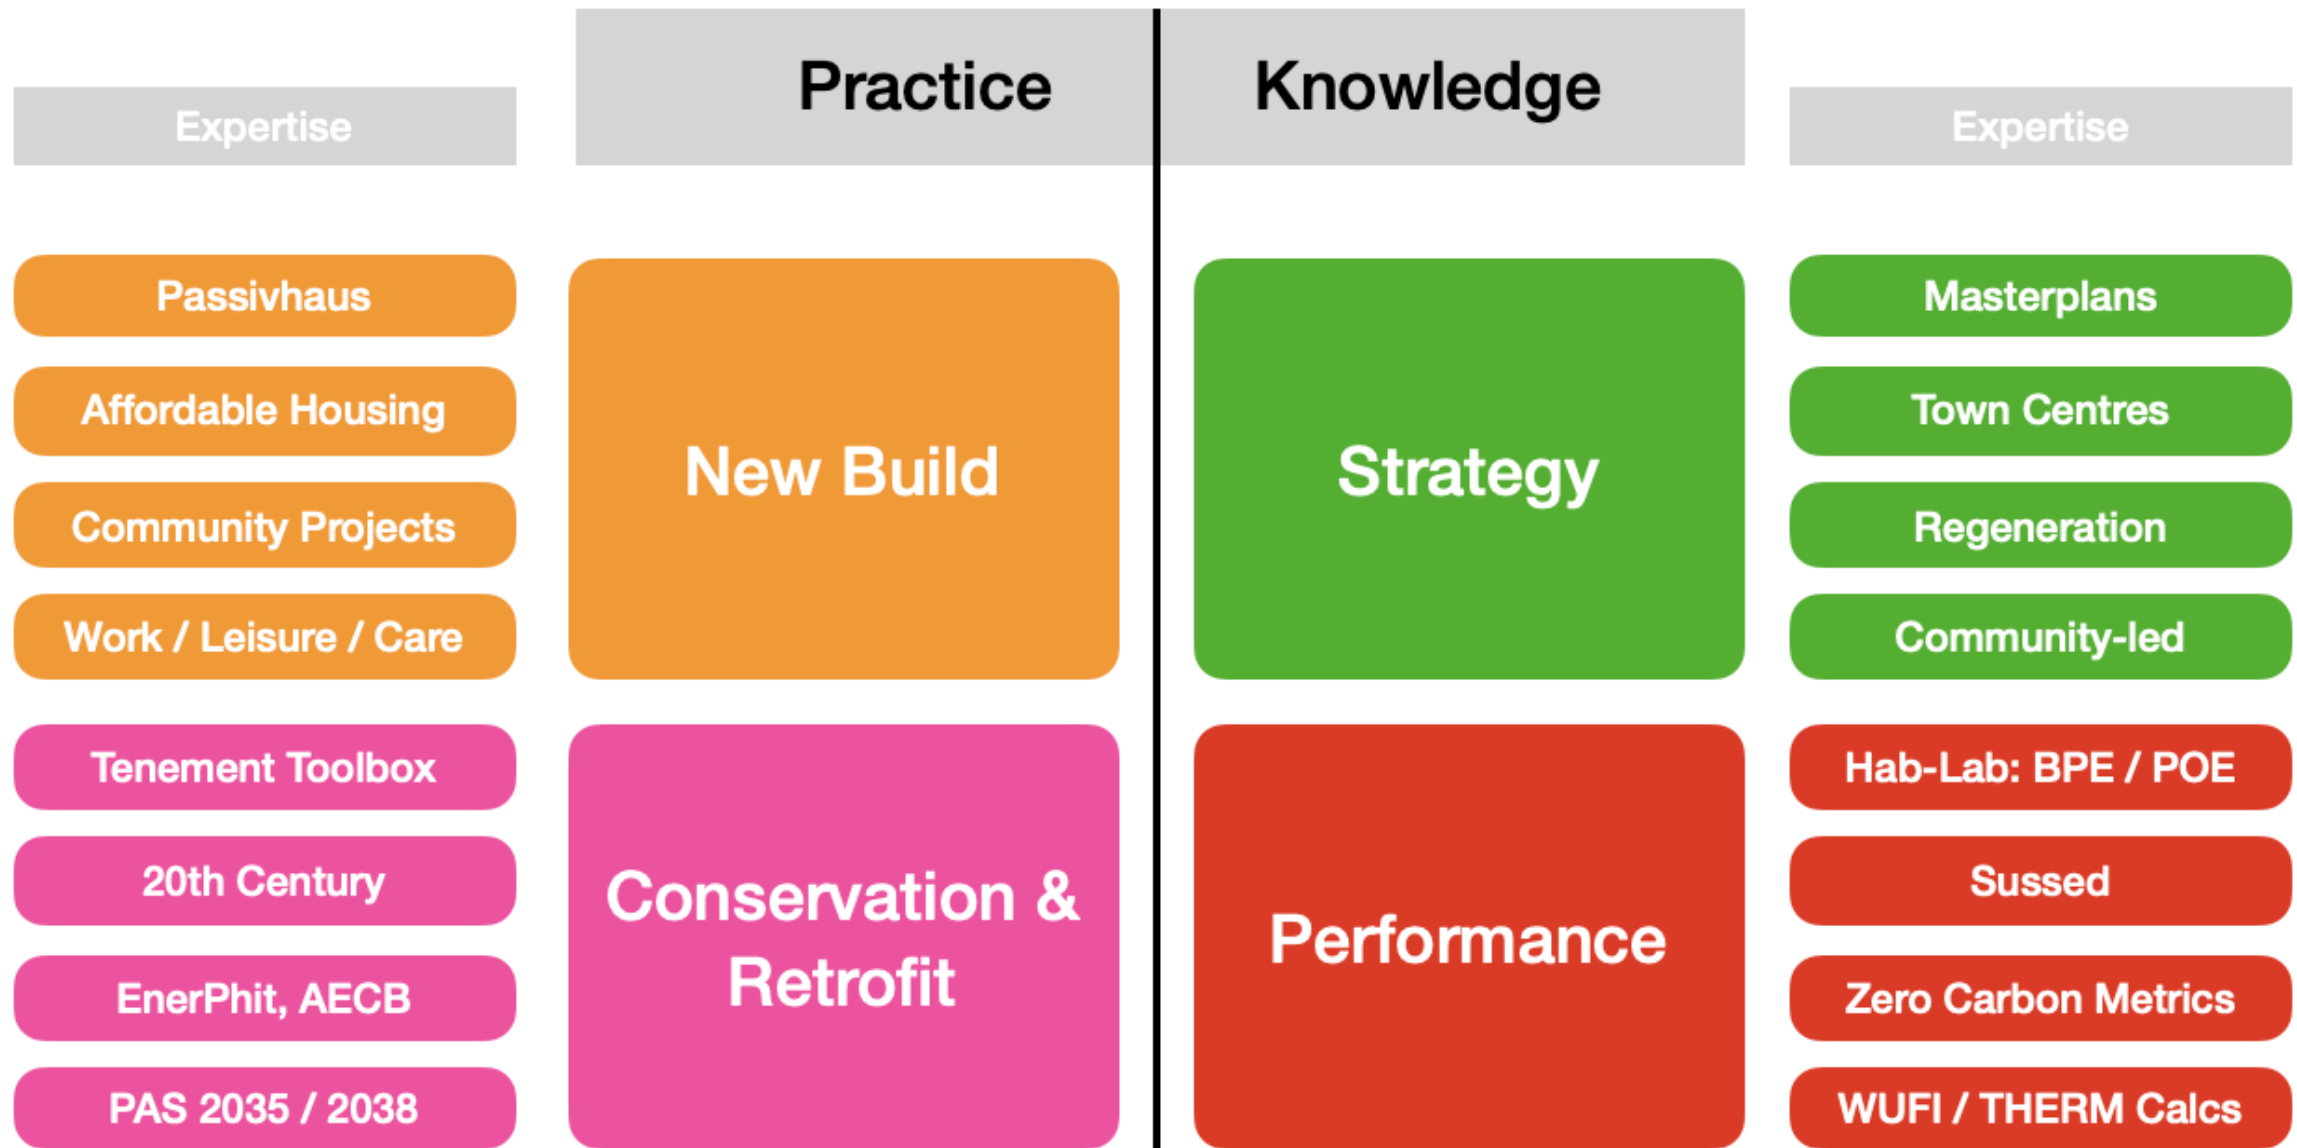 Practice
Knowledge
Expertise
Expertise
Passivhaus
Affordable Housing
Community Projects
Work / Leisure / Care
New Build
Strategy
Masterplans
Town Centres
Regeneration
Community-led
Tenement Toolbox
20th Century
EnerPhit, AECB
PAS 2035 / 2038
Conservation &
Retrofit
Performance
Hab-Lab: BPE / POE
Sussed
Zero Carbon Metrics
WUFI / THERM Calcs